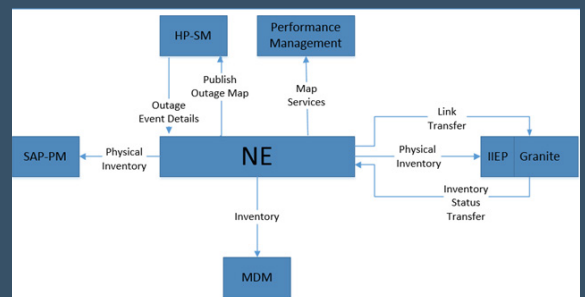 HP-SM
Performance
Management
Publish
Outage Map
Outage
Event Details
Map
Services
Link
Transfer
SAP-PM
Physical
Inventory
NE
Physical
Inventory
IIEP
Granite
Inventory
Status
Transfer
Inventory
MDM